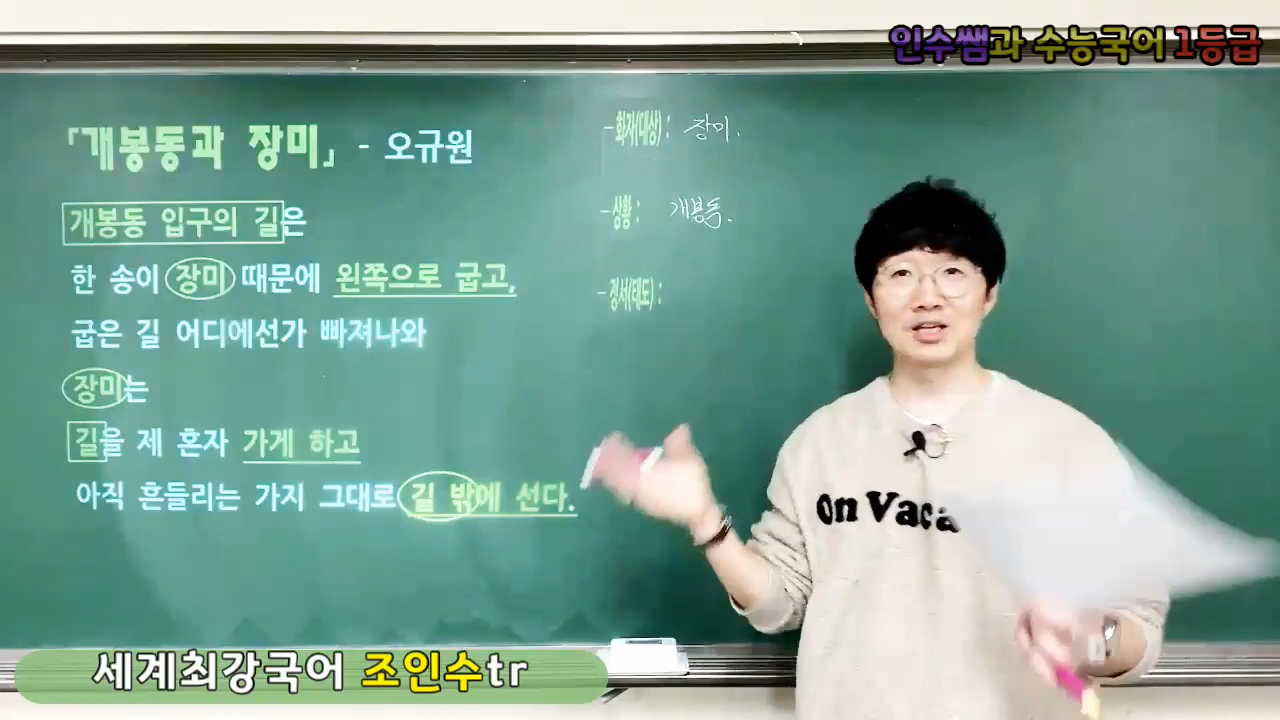 인수쌤과 수능국어 1등급
「개봉동과 장미」 - 오규원
개봉동 입구의 길은
한 송이 장미 때문에 왼쪽으로 굽고,
굽은 길 어디에선가 빠져나와
장미는
길을 제 혼자 가게 하고
아직 흔들리는 가지 그대로 길 밖에 선다.
- 화자(대상) : 장미.
- 상황 : 개봉동.
- 정서(태도) :
On Vaca
세계최강국어 조인수tr